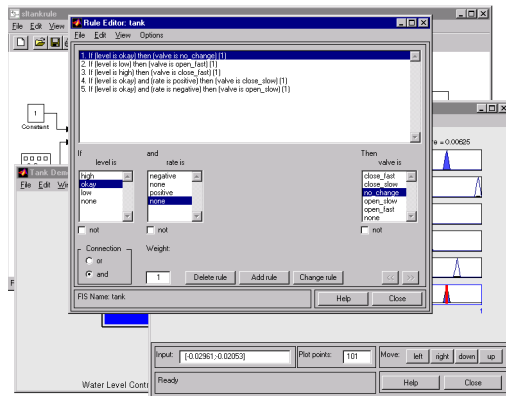 sltankrule
File Edit View
Rule Editor: tank
File Edit View Options
1. If (level is okay) then (valve is no_change) (1)
2. If (level is low) then (valve is open_fast) (1)
3. If (level is high) then (valve is close_fast) (1)
4. If (level is okay) and (rate is positive) then (valve is close_slow) (1)
5. If (level is okay) and (rate is negative) then (valve is open_slow) (1)
1
Constant
= 0.00625
If and Then
level is rate is valve is
high
okay
low
none
negative
none
positive
none
close_fast
close_slow
no_change
open_slow
open_fast
none
not not not
Tank Dem
File Edit
Connection
or
and
Weight:
1 Delete rule Add rule Change rule << >>
FIS Name: tank Help Close
1
Input: [-0.02961;-0.02053] Plot points: 101 Move: left right down up
Ready Help Close
Water Level Cont